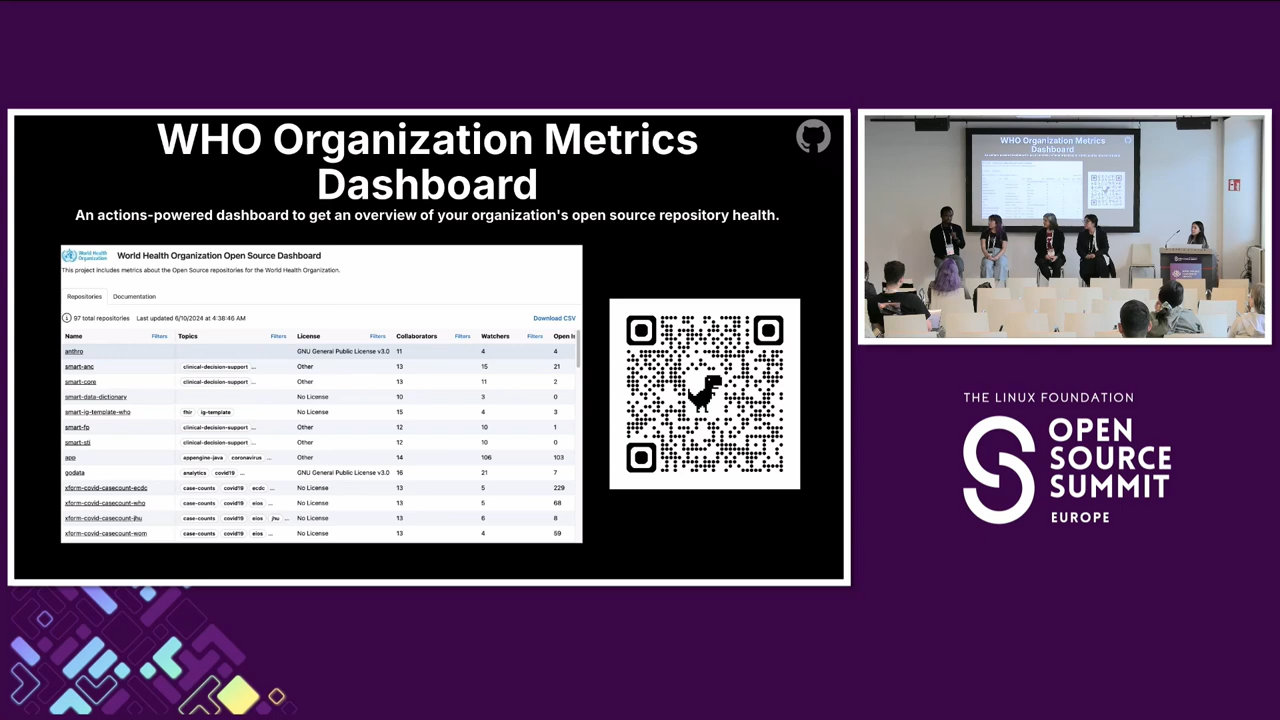 WHO Organization Metrics
Dashboard
An actions-powered dashboard to get an overview of your organization's open source repository health.
World Health Organization
World Health Organization Open Source Dashboard
This project includes metrics about the Open Source repositories for the World Health Organization.
Repositories Documentation
97 total repositories Last updated 6/10/2024 at 4:38:46 AM Download CSV
Name Filters Topics Filters License Filters Collaborators Filters Watchers Filters Open Is
anthro GNU General Public License v3.0 11 4 4
smart-anc clinical-decision-support ... Other 13 15 21
smart-core clinical-decision-support ... Other 13 11 2
smart-data-dictionary No License 10 3 0
smart-ig-template-who fhir ig-template No License 15 4 3
smart-fp clinical-decision-support ... Other 12 10 1
smart-sti clinical-decision-support ... Other 12 10 0
app appengine-java coronavirus ... Other 14 106 103
godata analytics covid19 ... GNU General Public License v3.0 16 21 7
xform-covid-casecount-ecdc case-counts covid19 ecdc ... No License 13 5 229
xform-covid-casecount-who case-counts covid19 eios ... No License 13 5 68
xform-covid-casecount-jhu case-counts covid19 eios jhu ... No License 13 6 8
xform-covid-casecount-wom case-counts covid19 eios ... No License 13 4 59
WHO Organization Metrics
Dashboard
THE LINUX FOUNDATION
OPEN
SOURCE
SUMMIT
EUROPE